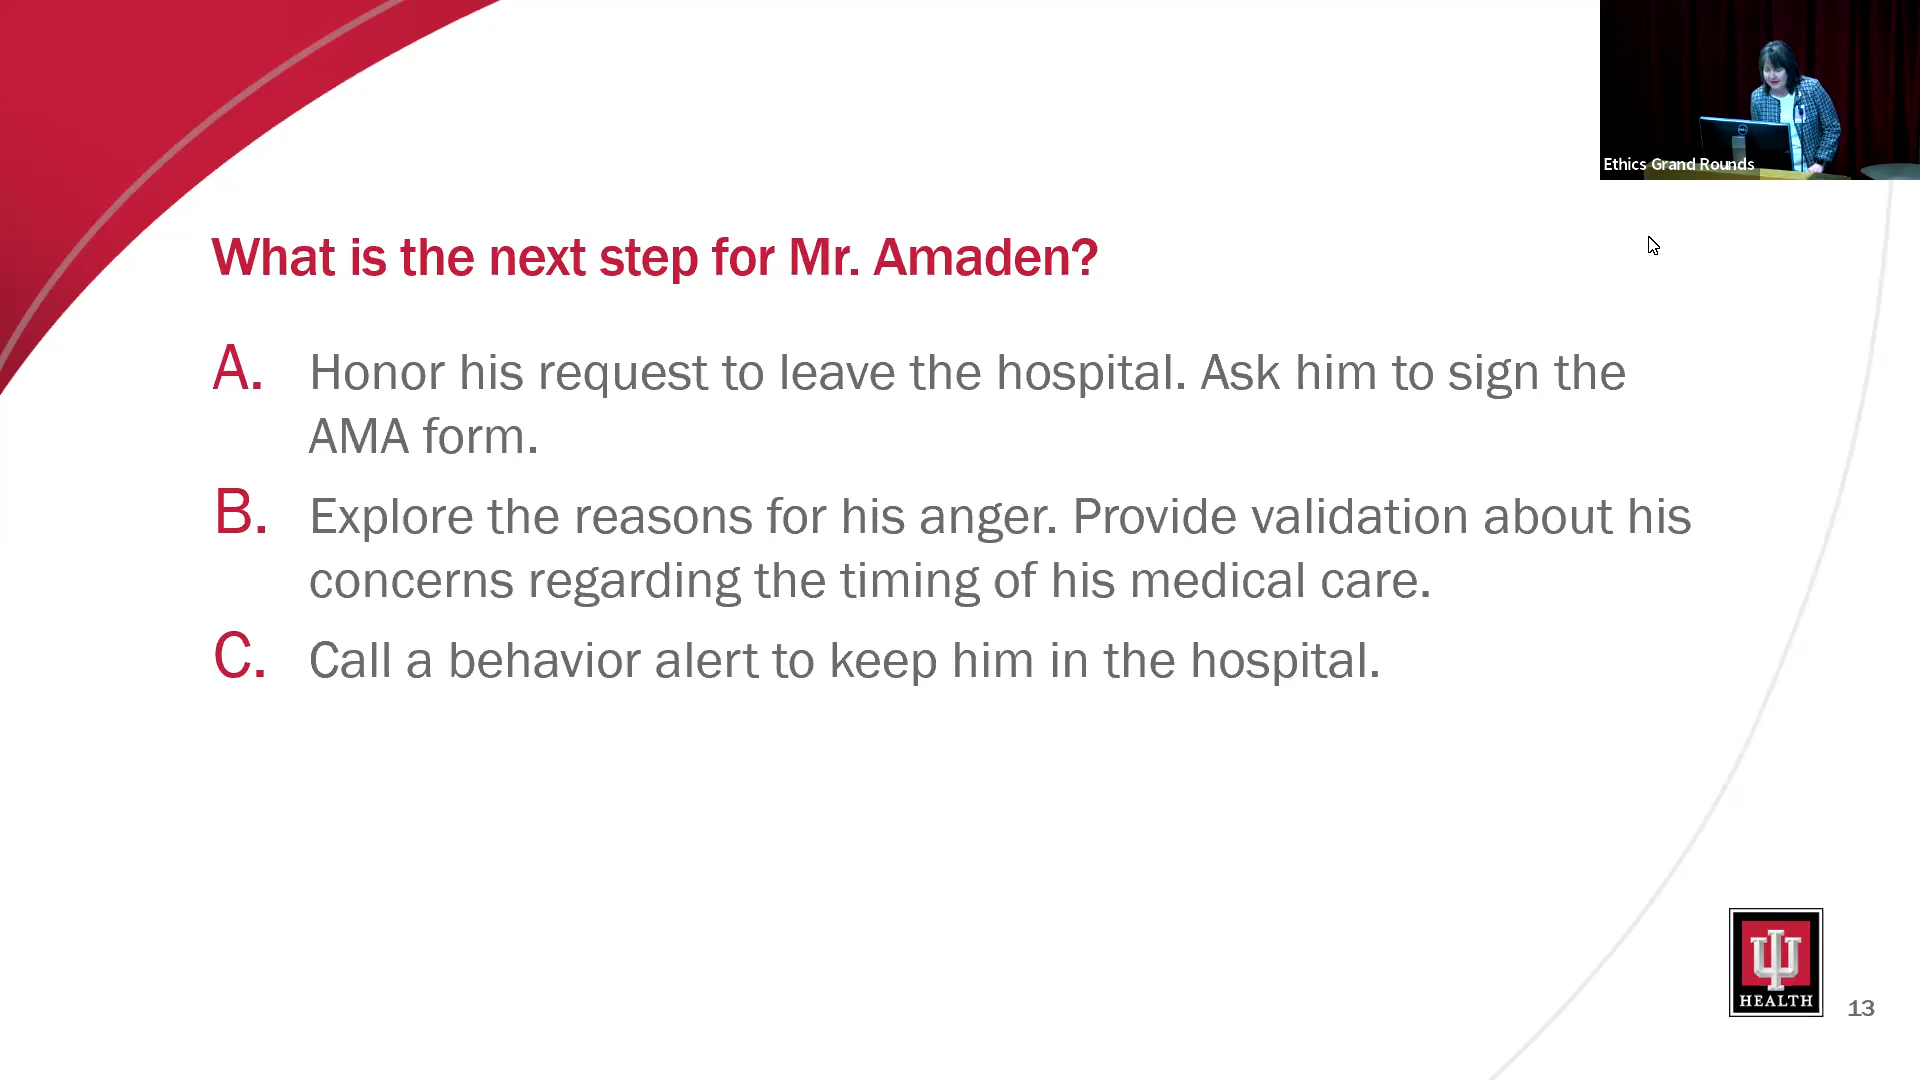 Ethics Grand Rounds
What is the next step for Mr. Amaden?
A. Honor his request to leave the hospital. Ask him to sign the
AMA form.
B. Explore the reasons for his anger. Provide validation about his
concerns regarding the timing of his medical care.
C. Call a behavior alert to keep him in the hospital.
HEALTH
13